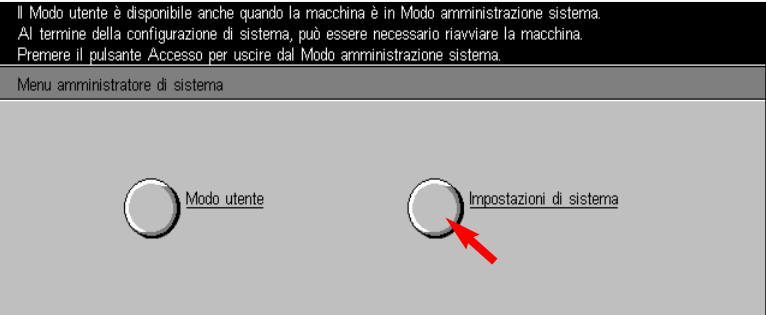 Il Modo utente è disponibile anche quando la macchina è in Modo amministrazione sistema.
Al termine della configurazione di sistema, può essere necessario riavviare la macchina.
Premere il pulsante Accesso per uscire dal Modo amministrazione sistema.
Menu amministratore di sistema
Modo utente
Impostazioni di sistema